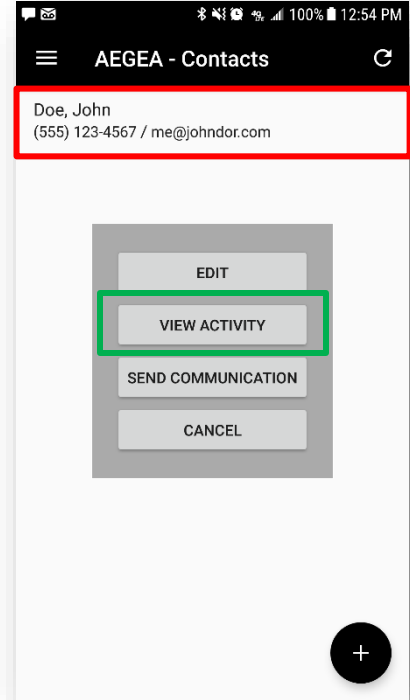 100% 12:54 PM
AEGEA - Contacts
Doe, John
(555) 123-4567 / me@johndor.com
EDIT
VIEW ACTIVITY
SEND COMMUNICATION
CANCEL